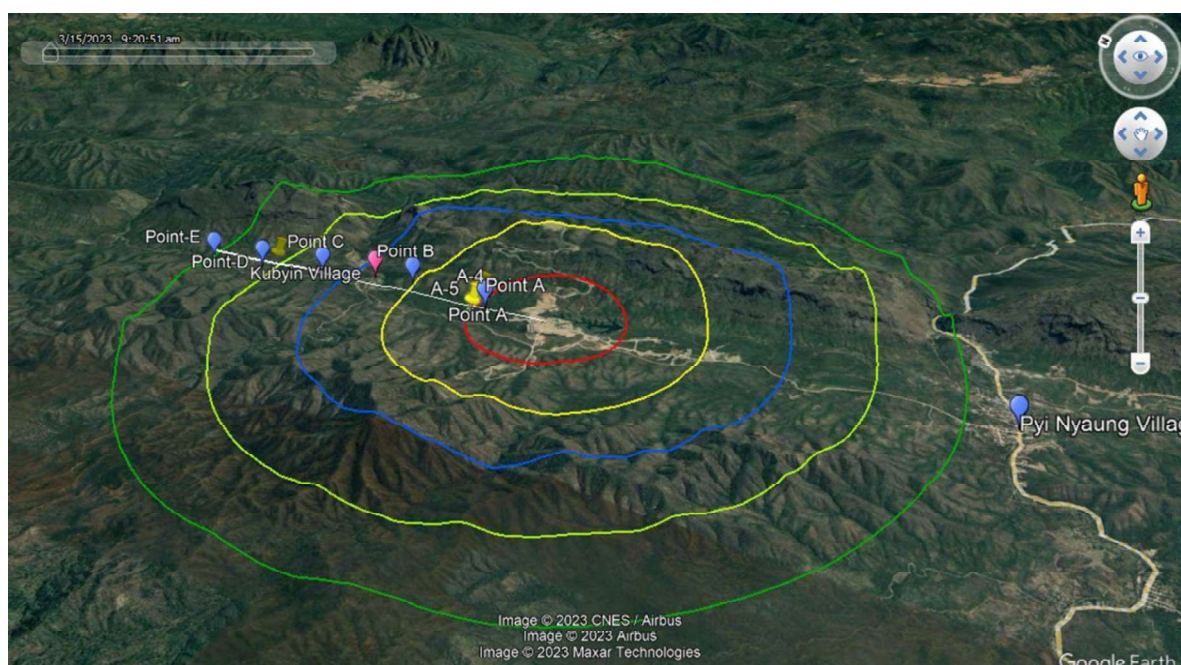 3/15/2023 9:20:51 am
N
Point-E
Point C
Point B
Point-D
Kubyin Village
A-4
A-5
Point A
Point A
Pyi Nyaung Villag
Image © 2023 CNES / Airbus
Image © 2023 Airbus
Image © 2023 Maxar Technologies
Google Earth